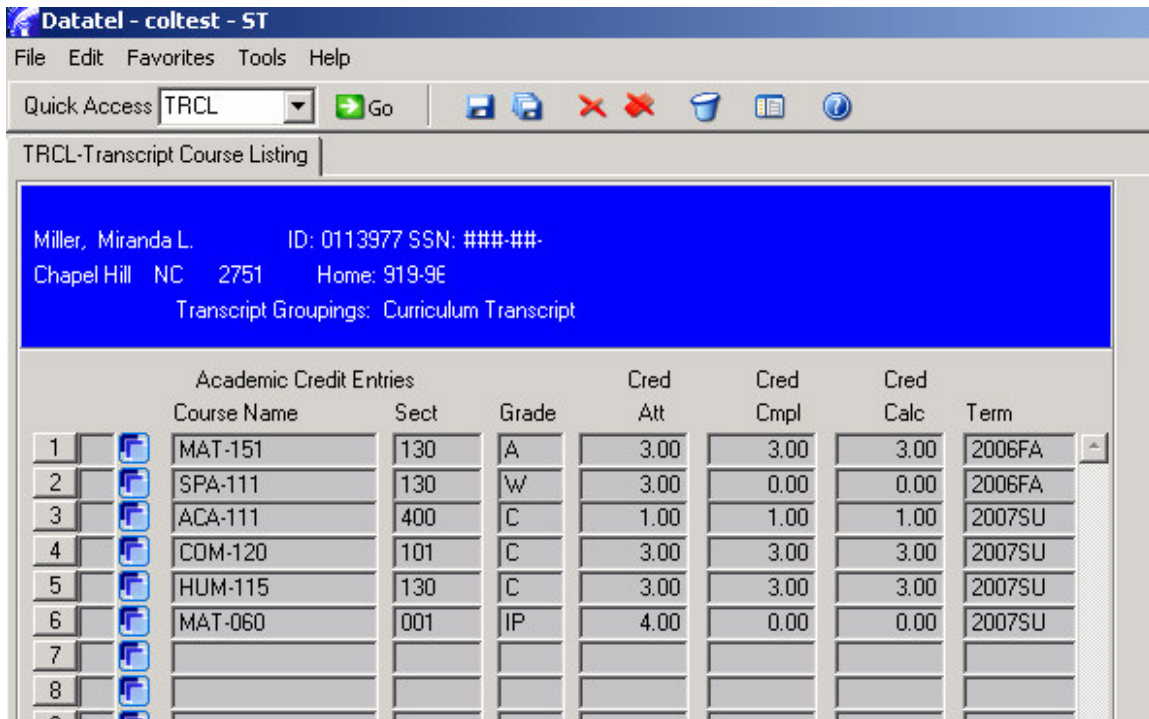 Datatel - coltest - ST
File Edit Favorites Tools Help
Quick Access TRCL Go
TRCL-Transcript Course Listing
Miller, Miranda L. ID: 0113977 SSN: ###-##-
Chapel Hill NC 2751 Home: 919-9E
Transcript Groupings: Curriculum Transcript
Academic Credit Entries Cred Cred Cred
Course Name Sect Grade Att Cmpl Calc Term
1 MAT-151 130 A 3.00 3.00 3.00 2006FA
2 SPA-111 130 W 3.00 0.00 0.00 2006FA
3 ACA-111 400 C 1.00 1.00 1.00 2007SU
4 COM-120 101 C 3.00 3.00 3.00 2007SU
5 HUM-115 130 C 3.00 3.00 3.00 2007SU
6 MAT-060 001 IP 4.00 0.00 0.00 2007SU
7
8